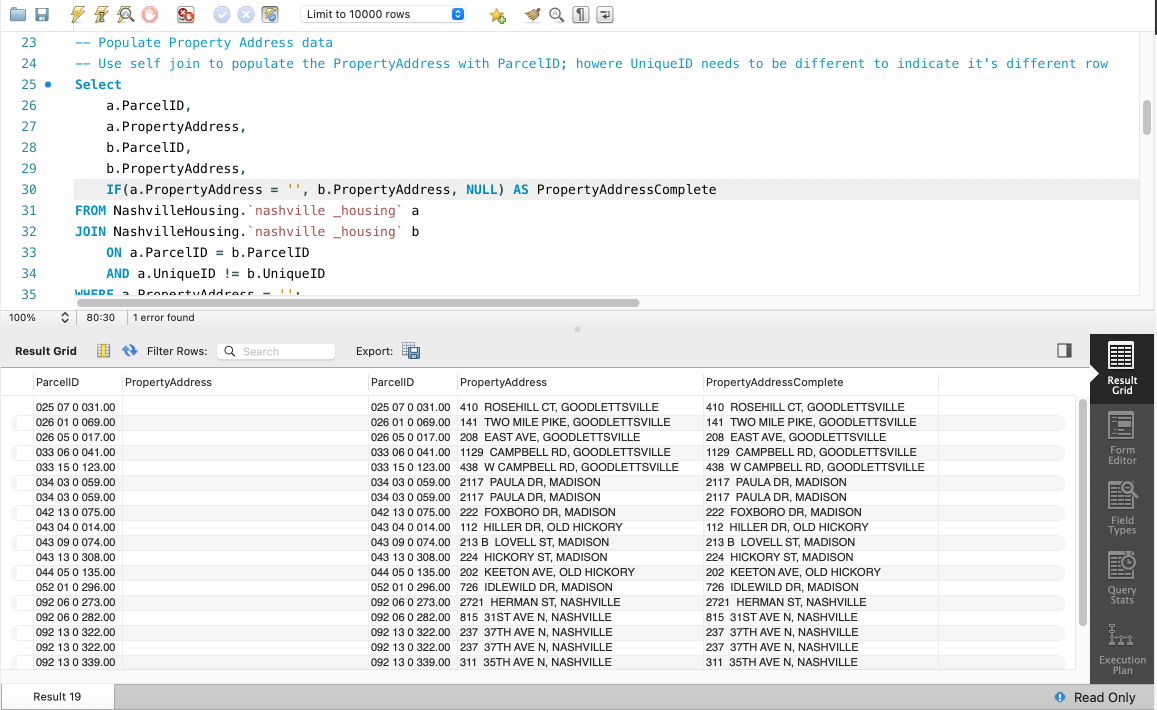 Limit to 10000 rows
23 -- Populate Property Address data
24 -- Use self join to populate the PropertyAddress with ParcelID; howere UniqueID needs to be different to indicate it's different row
25 Select
26 a.ParcelID,
27 a.PropertyAddress,
28 b.ParcelID,
29 b.PropertyAddress,
30 IF(a.PropertyAddress = '', b.PropertyAddress, NULL) AS PropertyAddressComplete
31 FROM NashvilleHousing.`nashville _housing` a
32 JOIN NashvilleHousing.`nashville _housing` b
33 ON a.ParcelID = b.ParcelID
34 AND a.UniqueID != b.UniqueID
35 WHERE a.PropertyAddress = '';
100% 80:30 1 error found
Result Grid Filter Rows: Search Export:
ParcelID PropertyAddress ParcelID PropertyAddress PropertyAddressComplete
025 07 0 031.00 025 07 0 031.00 410 ROSEHILL CT, GOODLETTSVILLE 410 ROSEHILL CT, GOODLETTSVILLE
026 01 0 069.00 026 01 0 069.00 141 TWO MILE PIKE, GOODLETTSVILLE 141 TWO MILE PIKE, GOODLETTSVILLE
026 05 0 017.00 026 05 0 017.00 208 EAST AVE, GOODLETTSVILLE 208 EAST AVE, GOODLETTSVILLE
033 06 0 041.00 033 06 0 041.00 1129 CAMPBELL RD, GOODLETTSVILLE 1129 CAMPBELL RD, GOODLETTSVILLE
033 15 0 123.00 033 15 0 123.00 438 W CAMPBELL RD, GOODLETTSVILLE 438 W CAMPBELL RD, GOODLETTSVILLE
034 03 0 059.00 034 03 0 059.00 2117 PAULA DR, MADISON 2117 PAULA DR, MADISON
034 03 0 059.00 034 03 0 059.00 2117 PAULA DR, MADISON 2117 PAULA DR, MADISON
042 13 0 075.00 042 13 0 075.00 222 FOXBORO DR, MADISON 222 FOXBORO DR, MADISON
043 04 0 014.00 043 04 0 014.00 112 HILLER DR, OLD HICKORY 112 HILLER DR, OLD HICKORY
043 09 0 074.00 043 09 0 074.00 213 B LOVELL ST, MADISON 213 B LOVELL ST, MADISON
043 13 0 308.00 043 13 0 308.00 224 HICKORY ST, MADISON 224 HICKORY ST, MADISON
044 05 0 135.00 044 05 0 135.00 202 KEETON AVE, OLD HICKORY 202 KEETON AVE, OLD HICKORY
052 01 0 296.00 052 01 0 296.00 726 IDLEWILD DR, MADISON 726 IDLEWILD DR, MADISON
092 06 0 273.00 092 06 0 273.00 2721 HERMAN ST, NASHVILLE 2721 HERMAN ST, NASHVILLE
092 06 0 282.00 092 06 0 282.00 815 31ST AVE N, NASHVILLE 815 31ST AVE N, NASHVILLE
092 13 0 322.00 092 13 0 322.00 237 37TH AVE N, NASHVILLE 237 37TH AVE N, NASHVILLE
092 13 0 322.00 092 13 0 322.00 237 37TH AVE N, NASHVILLE 237 37TH AVE N, NASHVILLE
092 13 0 339.00 092 13 0 339.00 311 35TH AVE N, NASHVILLE 311 35TH AVE N, NASHVILLE
Result
Grid
Form
Editor
Field
Types
Query
Stats
Execution
Plan
Result 19 Read Only